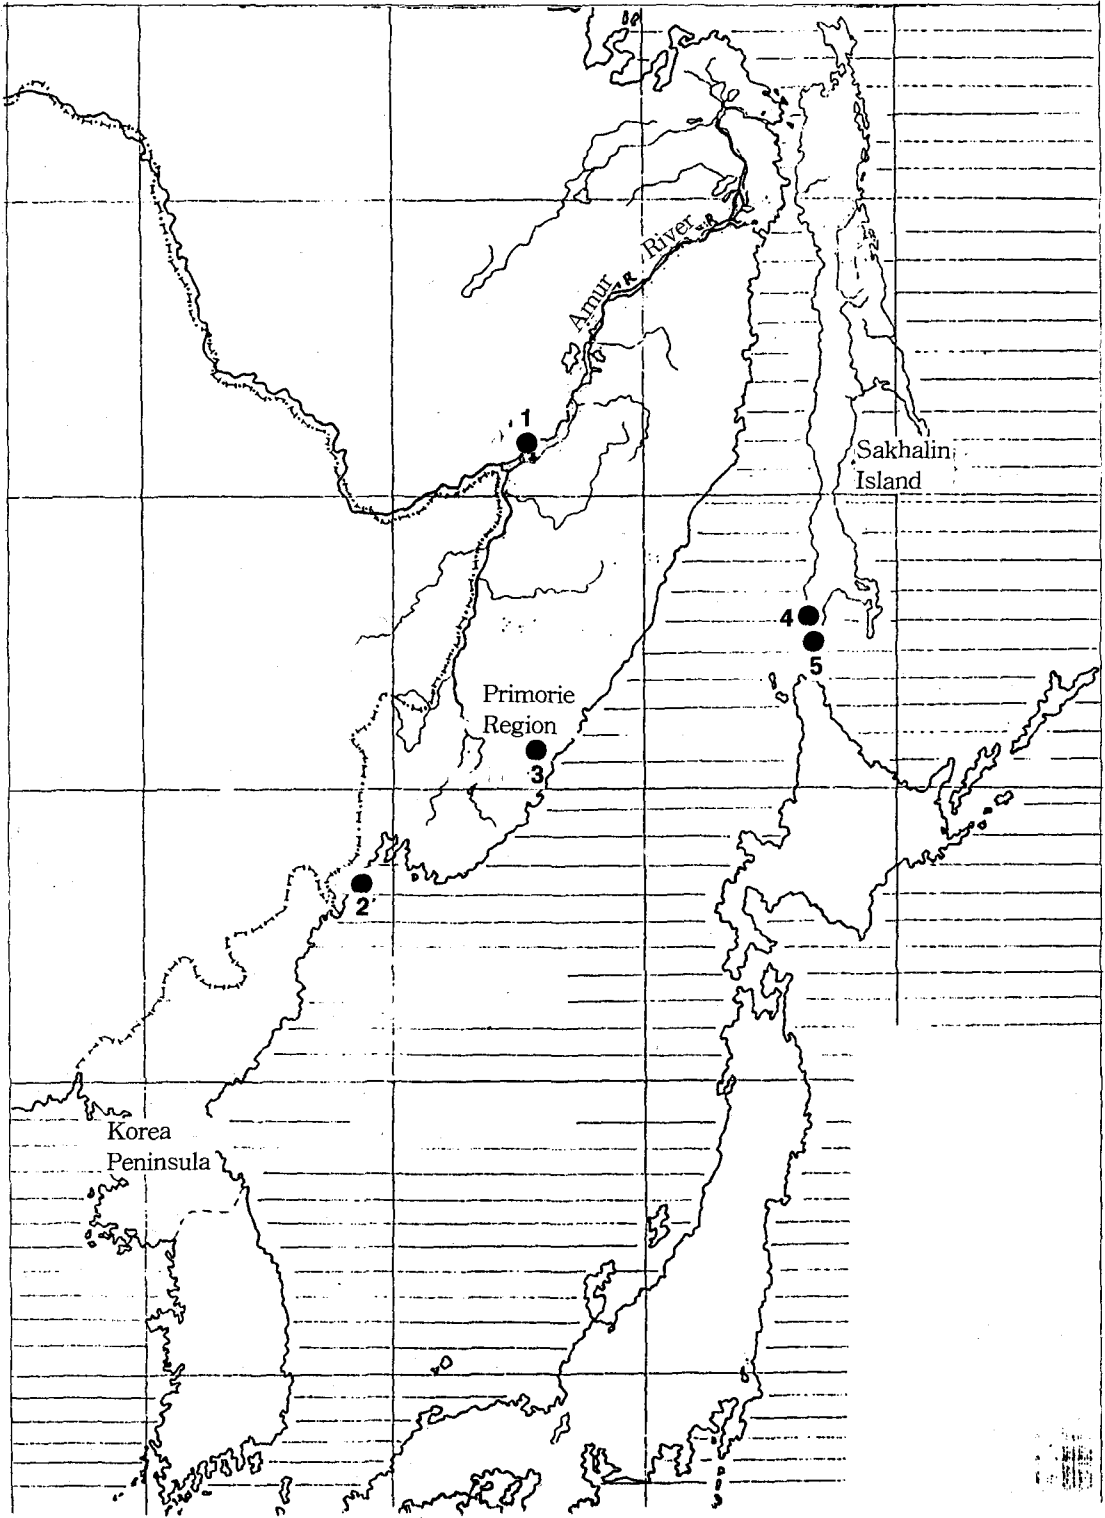 River
Amur
1
Sakhalin
Island
4
5
Primorie
Region
3
2
Korea
Peninsula